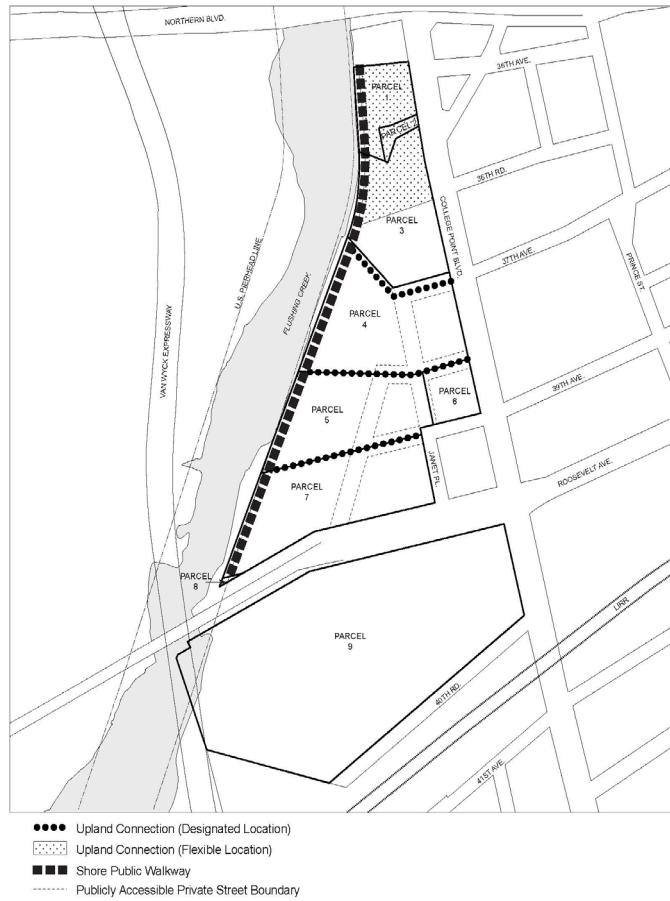 NORTHERN BLVD.
36TH AVE.
PARCEL
1
PARCEL 2
36TH RD.
COLLEGE POINT BLVD.
PARCEL
3
37TH AVE.
PRINCE ST.
U.S. PIERHEAD LINE
FLUSHING CREEK
VAN WYCK EXPRESSWAY
PARCEL
4
39TH AVE.
PARCEL
6
PARCEL
5
JANET PL.
ROOSEVELT AVE.
PARCEL
7
PARCEL
8
LIRR
PARCEL
9
40TH RD.
41ST AVE.
Upland Connection (Designated Location)
Upland Connection (Flexible Location)
Shore Public Walkway
Publicly Accessible Private Street Boundary